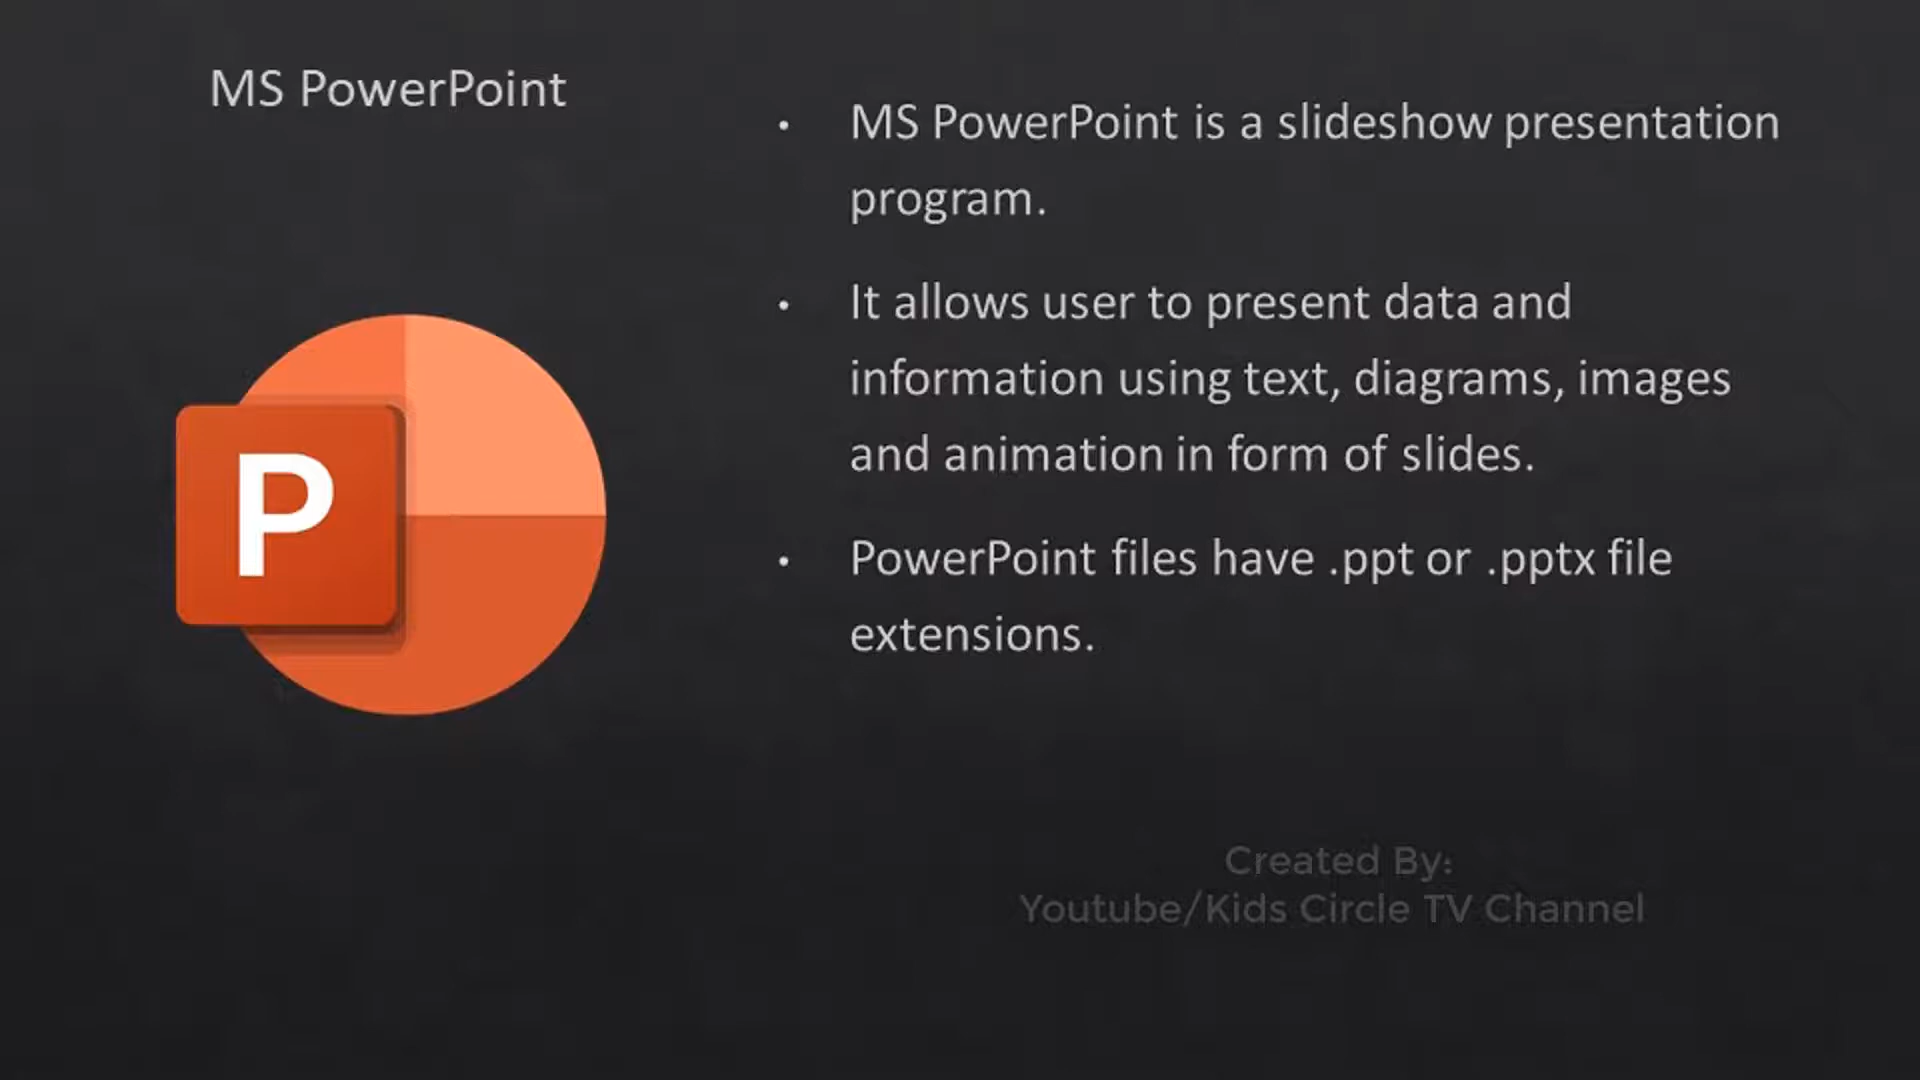 MS PowerPoint
• MS PowerPoint is a slideshow presentation
program.
• It allows user to present data and
information using text, diagrams, images
and animation in form of slides.
• PowerPoint files have .ppt or .pptx file
extensions.
P
Created By:
Youtube/Kids Circle TV Channel